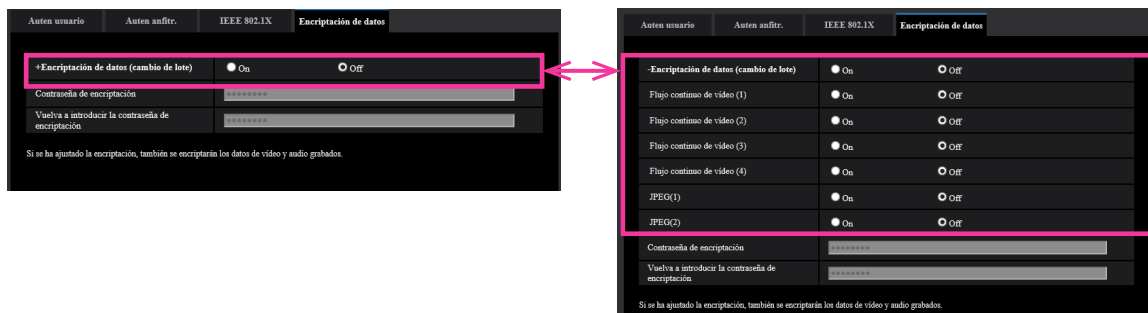 Auten usuario
Auten anfitr.
IEEE 802.1X
Encriptación de datos
+Encriptación de datos (cambio de lote)
On
Off
Contraseña de encriptación
Vuelva a introducir la contraseña de
encriptación
Si se ha ajustado la encriptación, también se encriptarán los datos de vídeo y audio grabados.
Auten usuario
Auten anfitr.
IEEE 802.1X
Encriptación de datos
-Encriptación de datos (cambio de lote)
On
Off
Flujo continuo de vídeo (1)
On
Off
Flujo continuo de vídeo (2)
On
Off
Flujo continuo de vídeo (3)
On
Off
Flujo continuo de vídeo (4)
On
Off
JPEG(1)
On
Off
JPEG(2)
On
Off
Contraseña de encriptación
Vuelva a introducir la contraseña de
encriptación
Si se ha ajustado la encriptación, también se encriptarán los datos de vídeo y audio grabados.